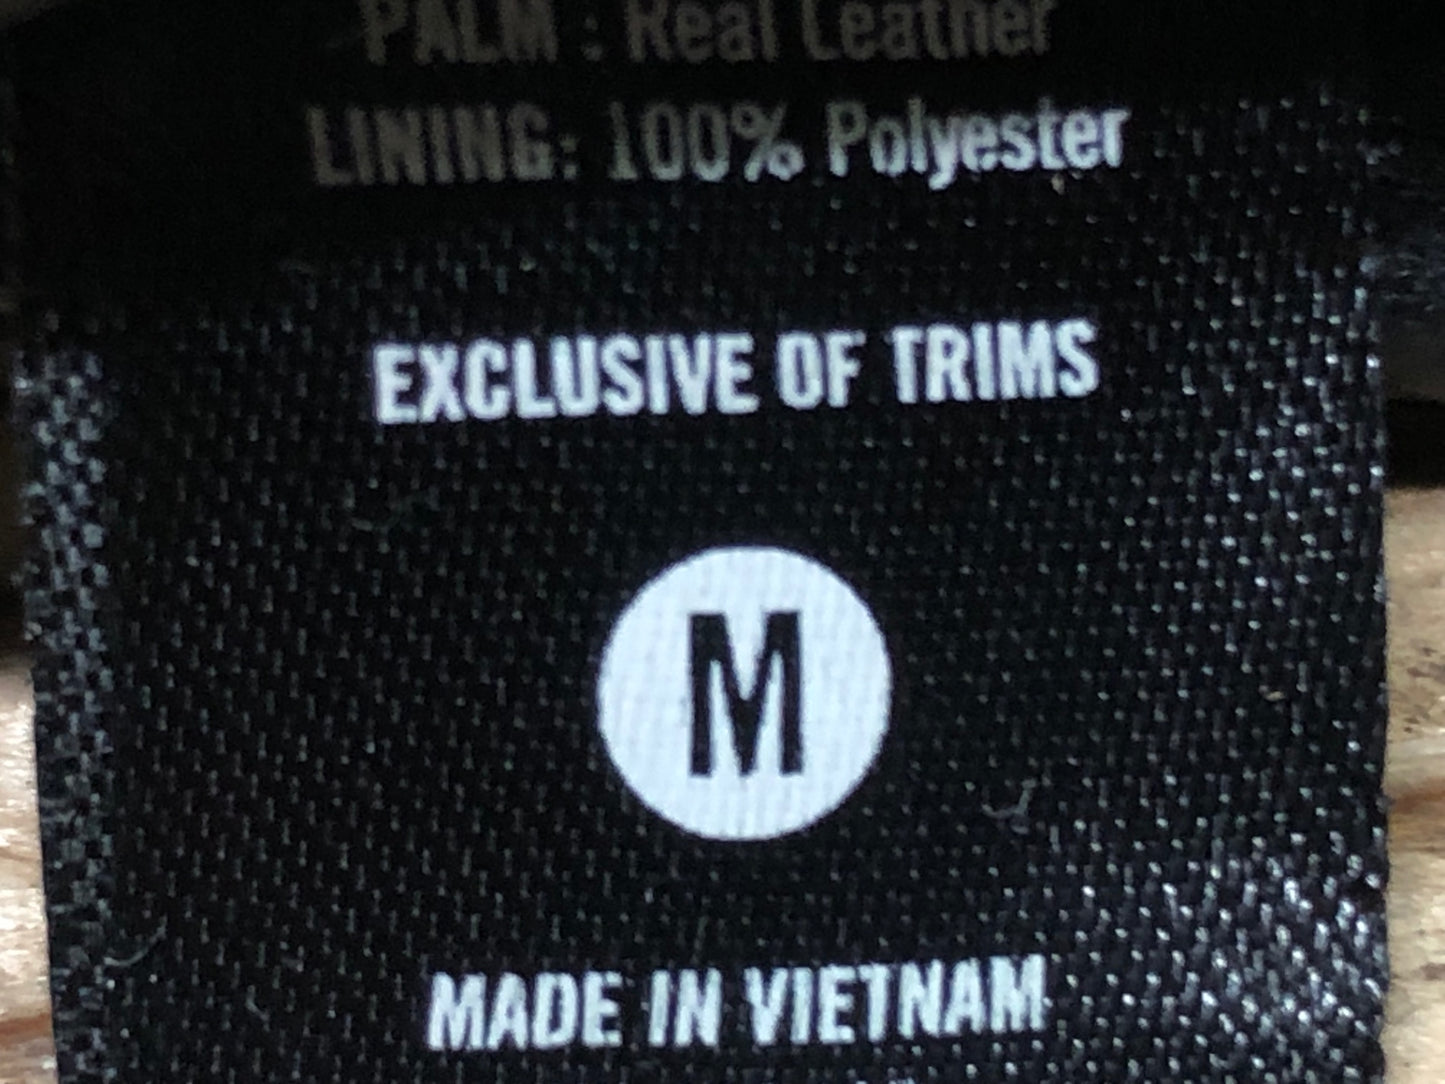 PALM : Real Leather
LINING: 100% Polyester
EXCLUSIVE OF TRIMS
M
MADE IN VIETNAM